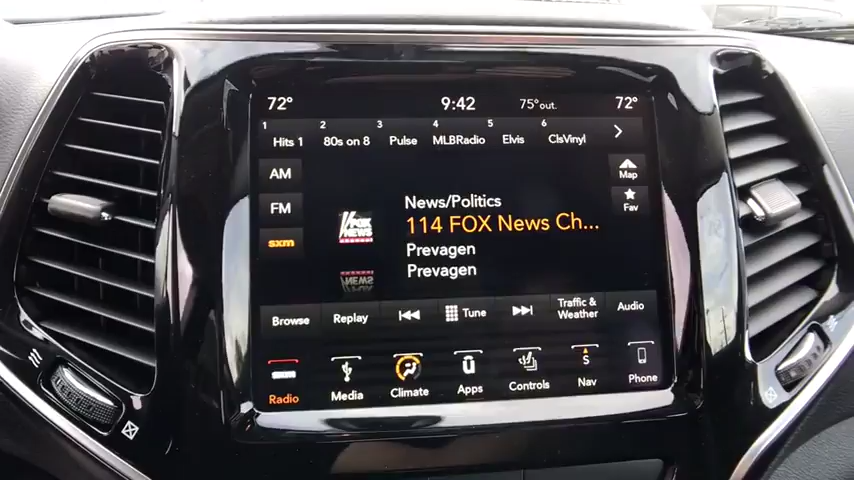 72° 9:42 75° out. 72°
1 Hits 1 2 80s on 8 3 Pulse 4 MLBRadio 5 Elvis 6 ClsVinyl
AM
Map
FM
Fav
sxm
FOX
NEWS
News/Politics
114 FOX News Ch...
Prevagen
Prevagen
Browse Replay Tune Traffic & Weather Audio
Radio Media Climate Apps Controls S Nav Phone